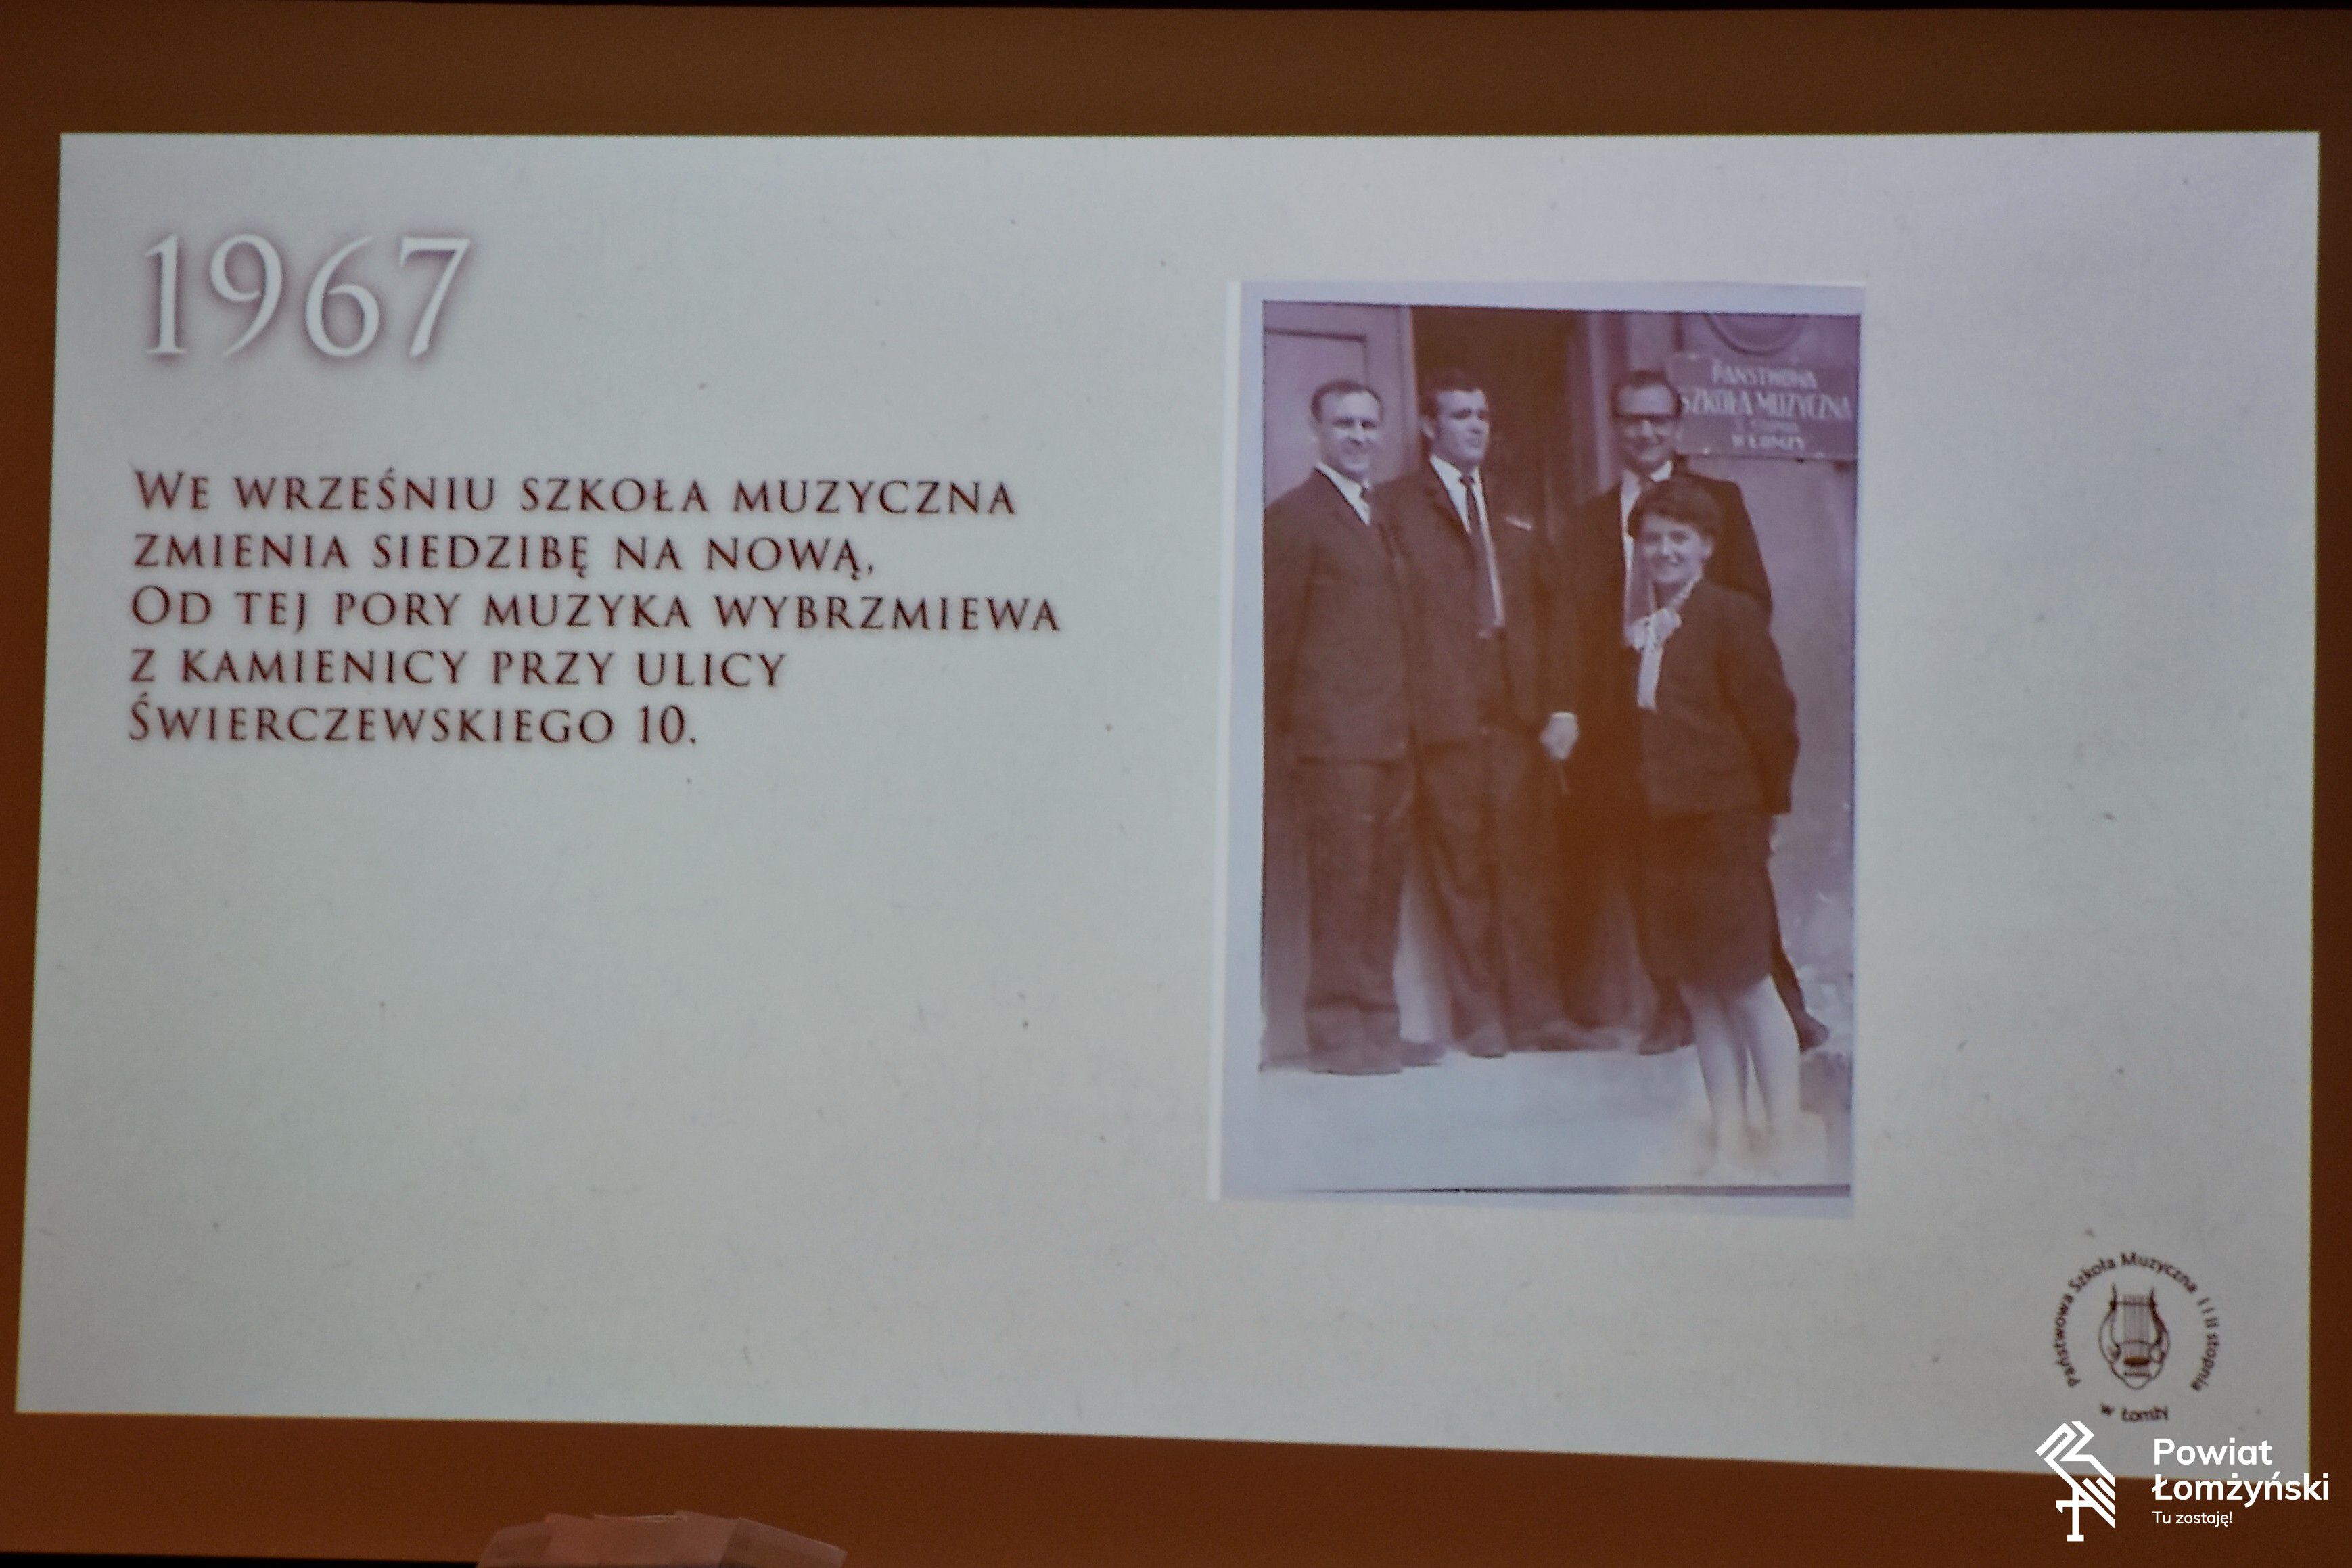 1967
We wrześniu szkoła muzyczna
zmienia siedzibę na nową,
Od tej pory muzyka wybrzmiewa
z kamienicy przy ulicy
Świerczewskiego 10.
PAŃSTWOWA
SZKOŁA MUZYCZNA
W ŁOMŻY
Państwowa Szkoła Muzyczna I i II stopnia
w Łomży
Powiat
Łomżyński
Tu zostaję!